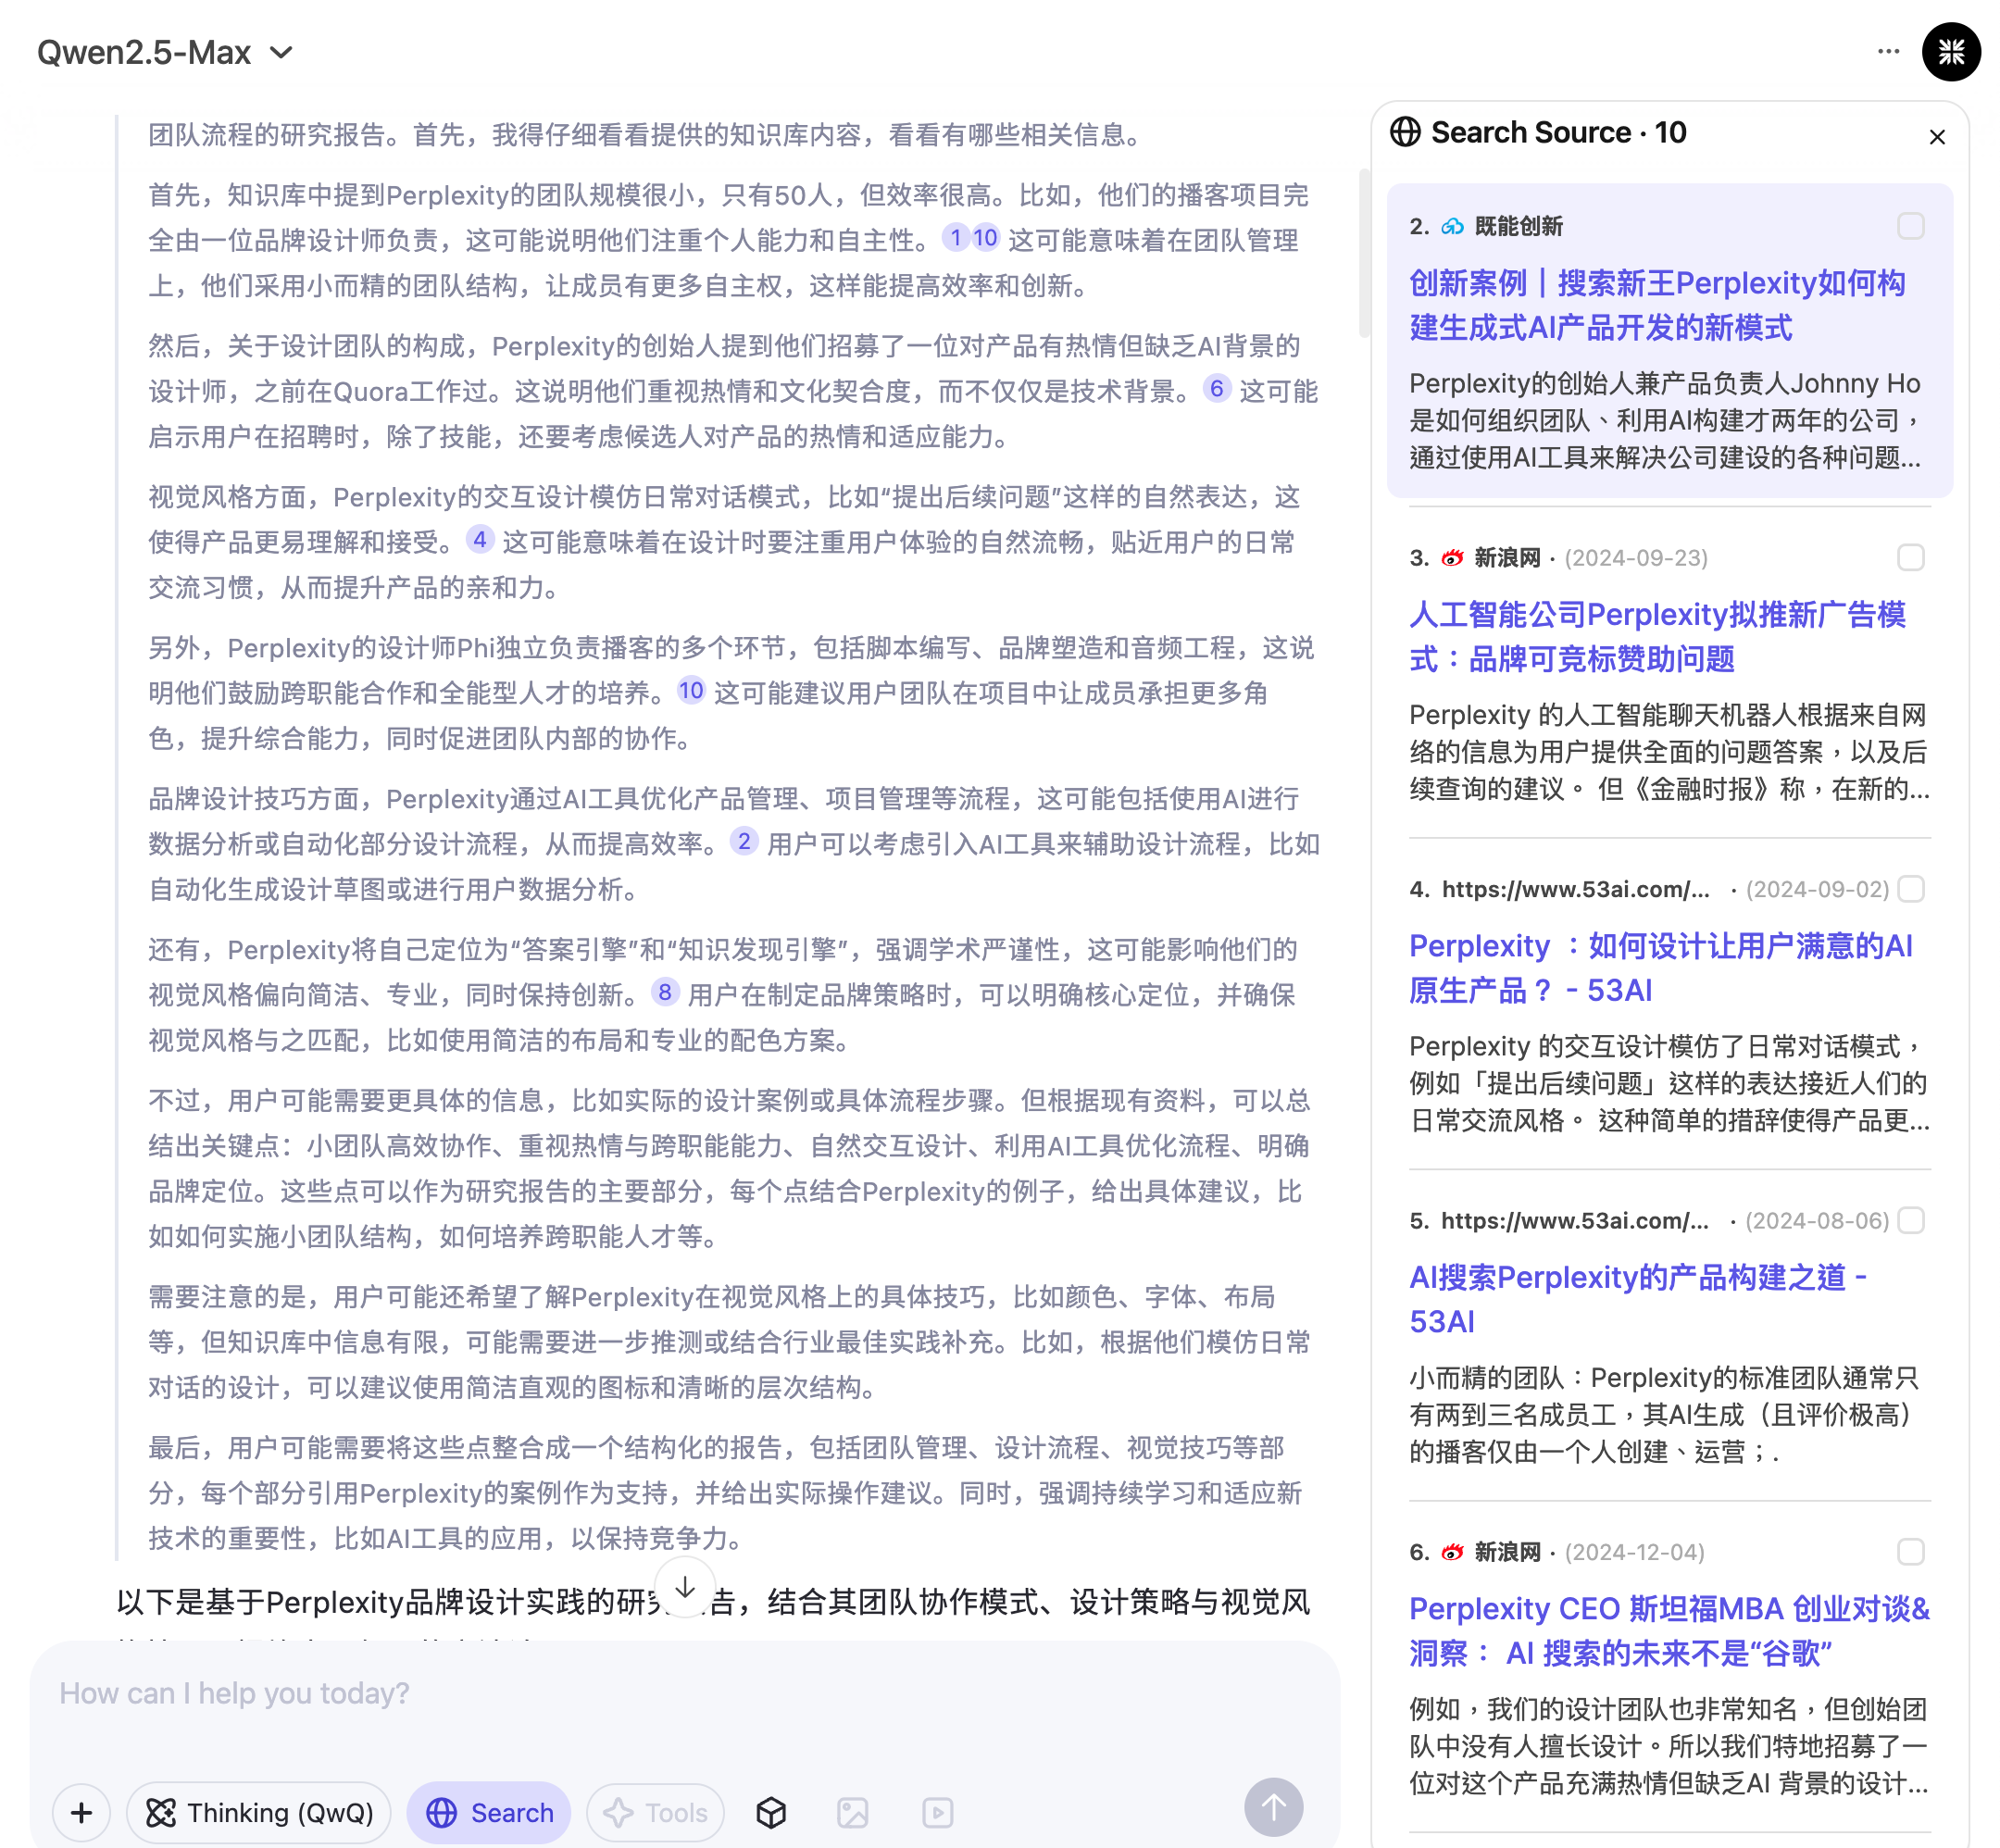 Qwen2.5-Max
团队流程的研究报告。首先，我得仔细看看提供的知识库内容，看看有哪些相关信息。
首先，知识库中提到Perplexity的团队规模很小，只有50人，但效率很高。比如，他们的播客项目完
全由一位品牌设计师负责，这可能说明他们注重个人能力和自主性。 1 10 这可能意味着在团队管理
上，他们采用小而精的团队结构，让成员有更多自主权，这样能提高效率和创新。
然后，关于设计团队的构成，Perplexity的创始人提到他们招募了一位对产品有热情但缺乏AI背景的
设计师，之前在Quora工作过。这说明他们重视热情和文化契合度，而不仅仅是技术背景。 6 这可能
启示用户在招聘时，除了技能，还要考虑候选人对产品的热情和适应能力。
视觉风格方面，Perplexity的交互设计模仿日常对话模式，比如“提出后续问题”这样的自然表达，这
使得产品更易理解和接受。 4 这可能意味着在设计时要注重用户体验的自然流畅，贴近用户的日常
交流习惯，从而提升产品的亲和力。
另外，Perplexity的设计师Phi独立负责播客的多个环节，包括脚本编写、品牌塑造和音频工程，这说
明他们鼓励跨职能合作和全能型人才的培养。 10 这可能建议用户团队在项目中让成员承担更多角
色，提升综合能力，同时促进团队内部的协作。
品牌设计技巧方面，Perplexity通过AI工具优化产品管理、项目管理等流程，这可能包括使用AI进行
数据分析或自动化部分设计流程，从而提高效率。 2 用户可以考虑引入AI工具来辅助设计流程，比如
自动化生成设计草图或进行用户数据分析。
还有，Perplexity将自己定位为“答案引擎”和“知识发现引擎”，强调学术严谨性，这可能影响他们的
视觉风格偏向简洁、专业，同时保持创新。 8 用户在制定品牌策略时，可以明确核心定位，并确保
视觉风格与之匹配，比如使用简洁的布局和专业的配色方案。
不过，用户可能需要更具体的信息，比如实际的设计案例或具体流程步骤。但根据现有资料，可以总
结出关键点：小团队高效协作、重视热情与跨职能能力、自然交互设计、利用AI工具优化流程、明确
品牌定位。这些点可以作为研究报告的主要部分，每个点结合Perplexity的例子，给出具体建议，比
如如何实施小团队结构，如何培养跨职能人才等。
需要注意的是，用户可能还希望了解Perplexity在视觉风格上的具体技巧，比如颜色、字体、布局
等，但知识库中信息有限，可能需要进一步推测或结合行业最佳实践补充。比如，根据他们模仿日常
对话的设计，可以建议使用简洁直观的图标和清晰的层次结构。
最后，用户可能需要将这些点整合成一个结构化的报告，包括团队管理、设计流程、视觉技巧等部
分，每个部分引用Perplexity的案例作为支持，并给出实际操作建议。同时，强调持续学习和适应新
技术的重要性，比如AI工具的应用，以保持竞争力。
以下是基于Perplexity品牌设计实践的研 告，结合其团队协作模式、设计策略与视觉风
How can I help you today?
Thinking (QwQ)
Search
Tools
Search Source · 10
2. 既能创新
创新案例｜搜索新王Perplexity如何构
建生成式AI产品开发的新模式
Perplexity的创始人兼产品负责人Johnny Ho
是如何组织团队、利用AI构建才两年的公司，
通过使用AI工具来解决公司建设的各种问题...
3. 新浪网 · (2024-09-23)
人工智能公司Perplexity拟推新广告模
式：品牌可竞标赞助问题
Perplexity 的人工智能聊天机器人根据来自网
络的信息为用户提供全面的问题答案，以及后
续查询的建议。 但《金融时报》称，在新的...
4. https://www.53ai.com/... · (2024-09-02)
Perplexity ：如何设计让用户满意的AI
原生产品？ - 53AI
Perplexity 的交互设计模仿了日常对话模式，
例如「提出后续问题」这样的表达接近人们的
日常交流风格。 这种简单的措辞使得产品更...
5. https://www.53ai.com/... · (2024-08-06)
AI搜索Perplexity的产品构建之道 -
53AI
小而精的团队：Perplexity的标准团队通常只
有两到三名成员工，其AI生成（且评价极高）
的播客仅由一个人创建、运营；.
6. 新浪网 · (2024-12-04)
Perplexity CEO 斯坦福MBA 创业对谈&
洞察： AI 搜索的未来不是“谷歌”
例如，我们的设计团队也非常知名，但创始团
队中没有人擅长设计。所以我们特地招募了一
位对这个产品充满热情但缺乏AI 背景的设计...